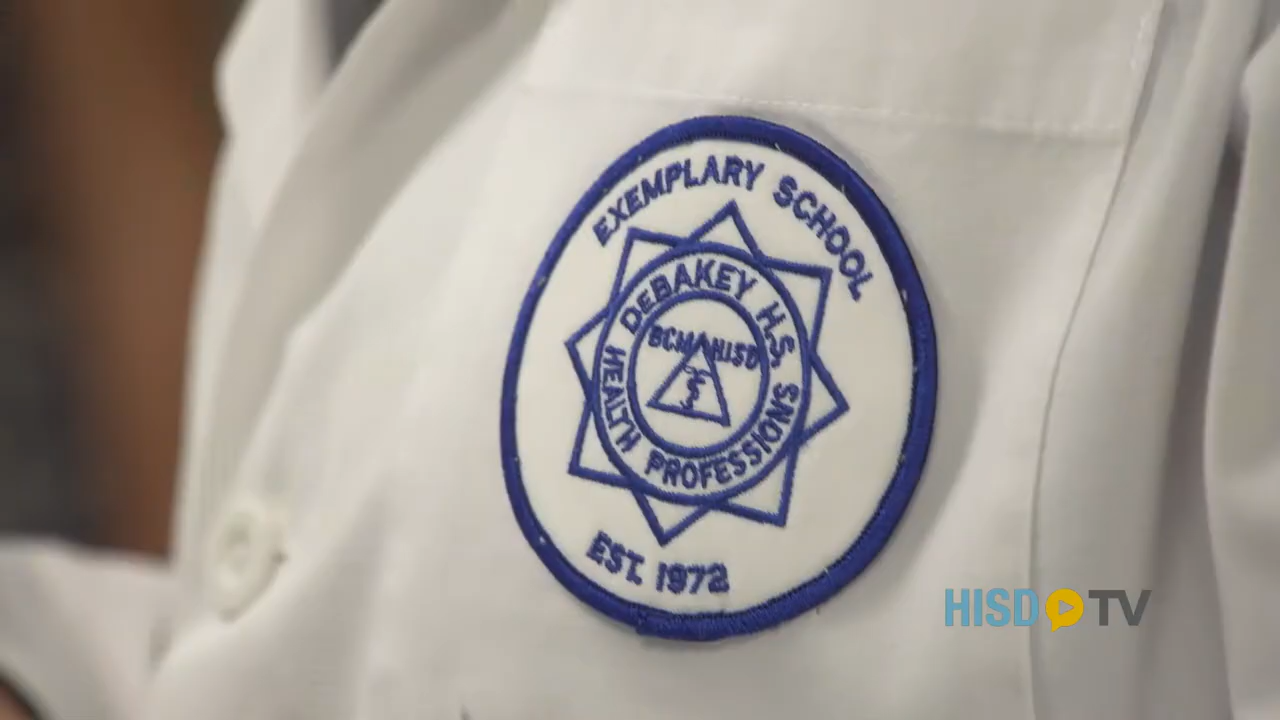 EXEMPLARY SCHOOL
DEBAKEY H.S.
HEALTH PROFESSIONS
BCM HISD
EST. 1972
HISD TV